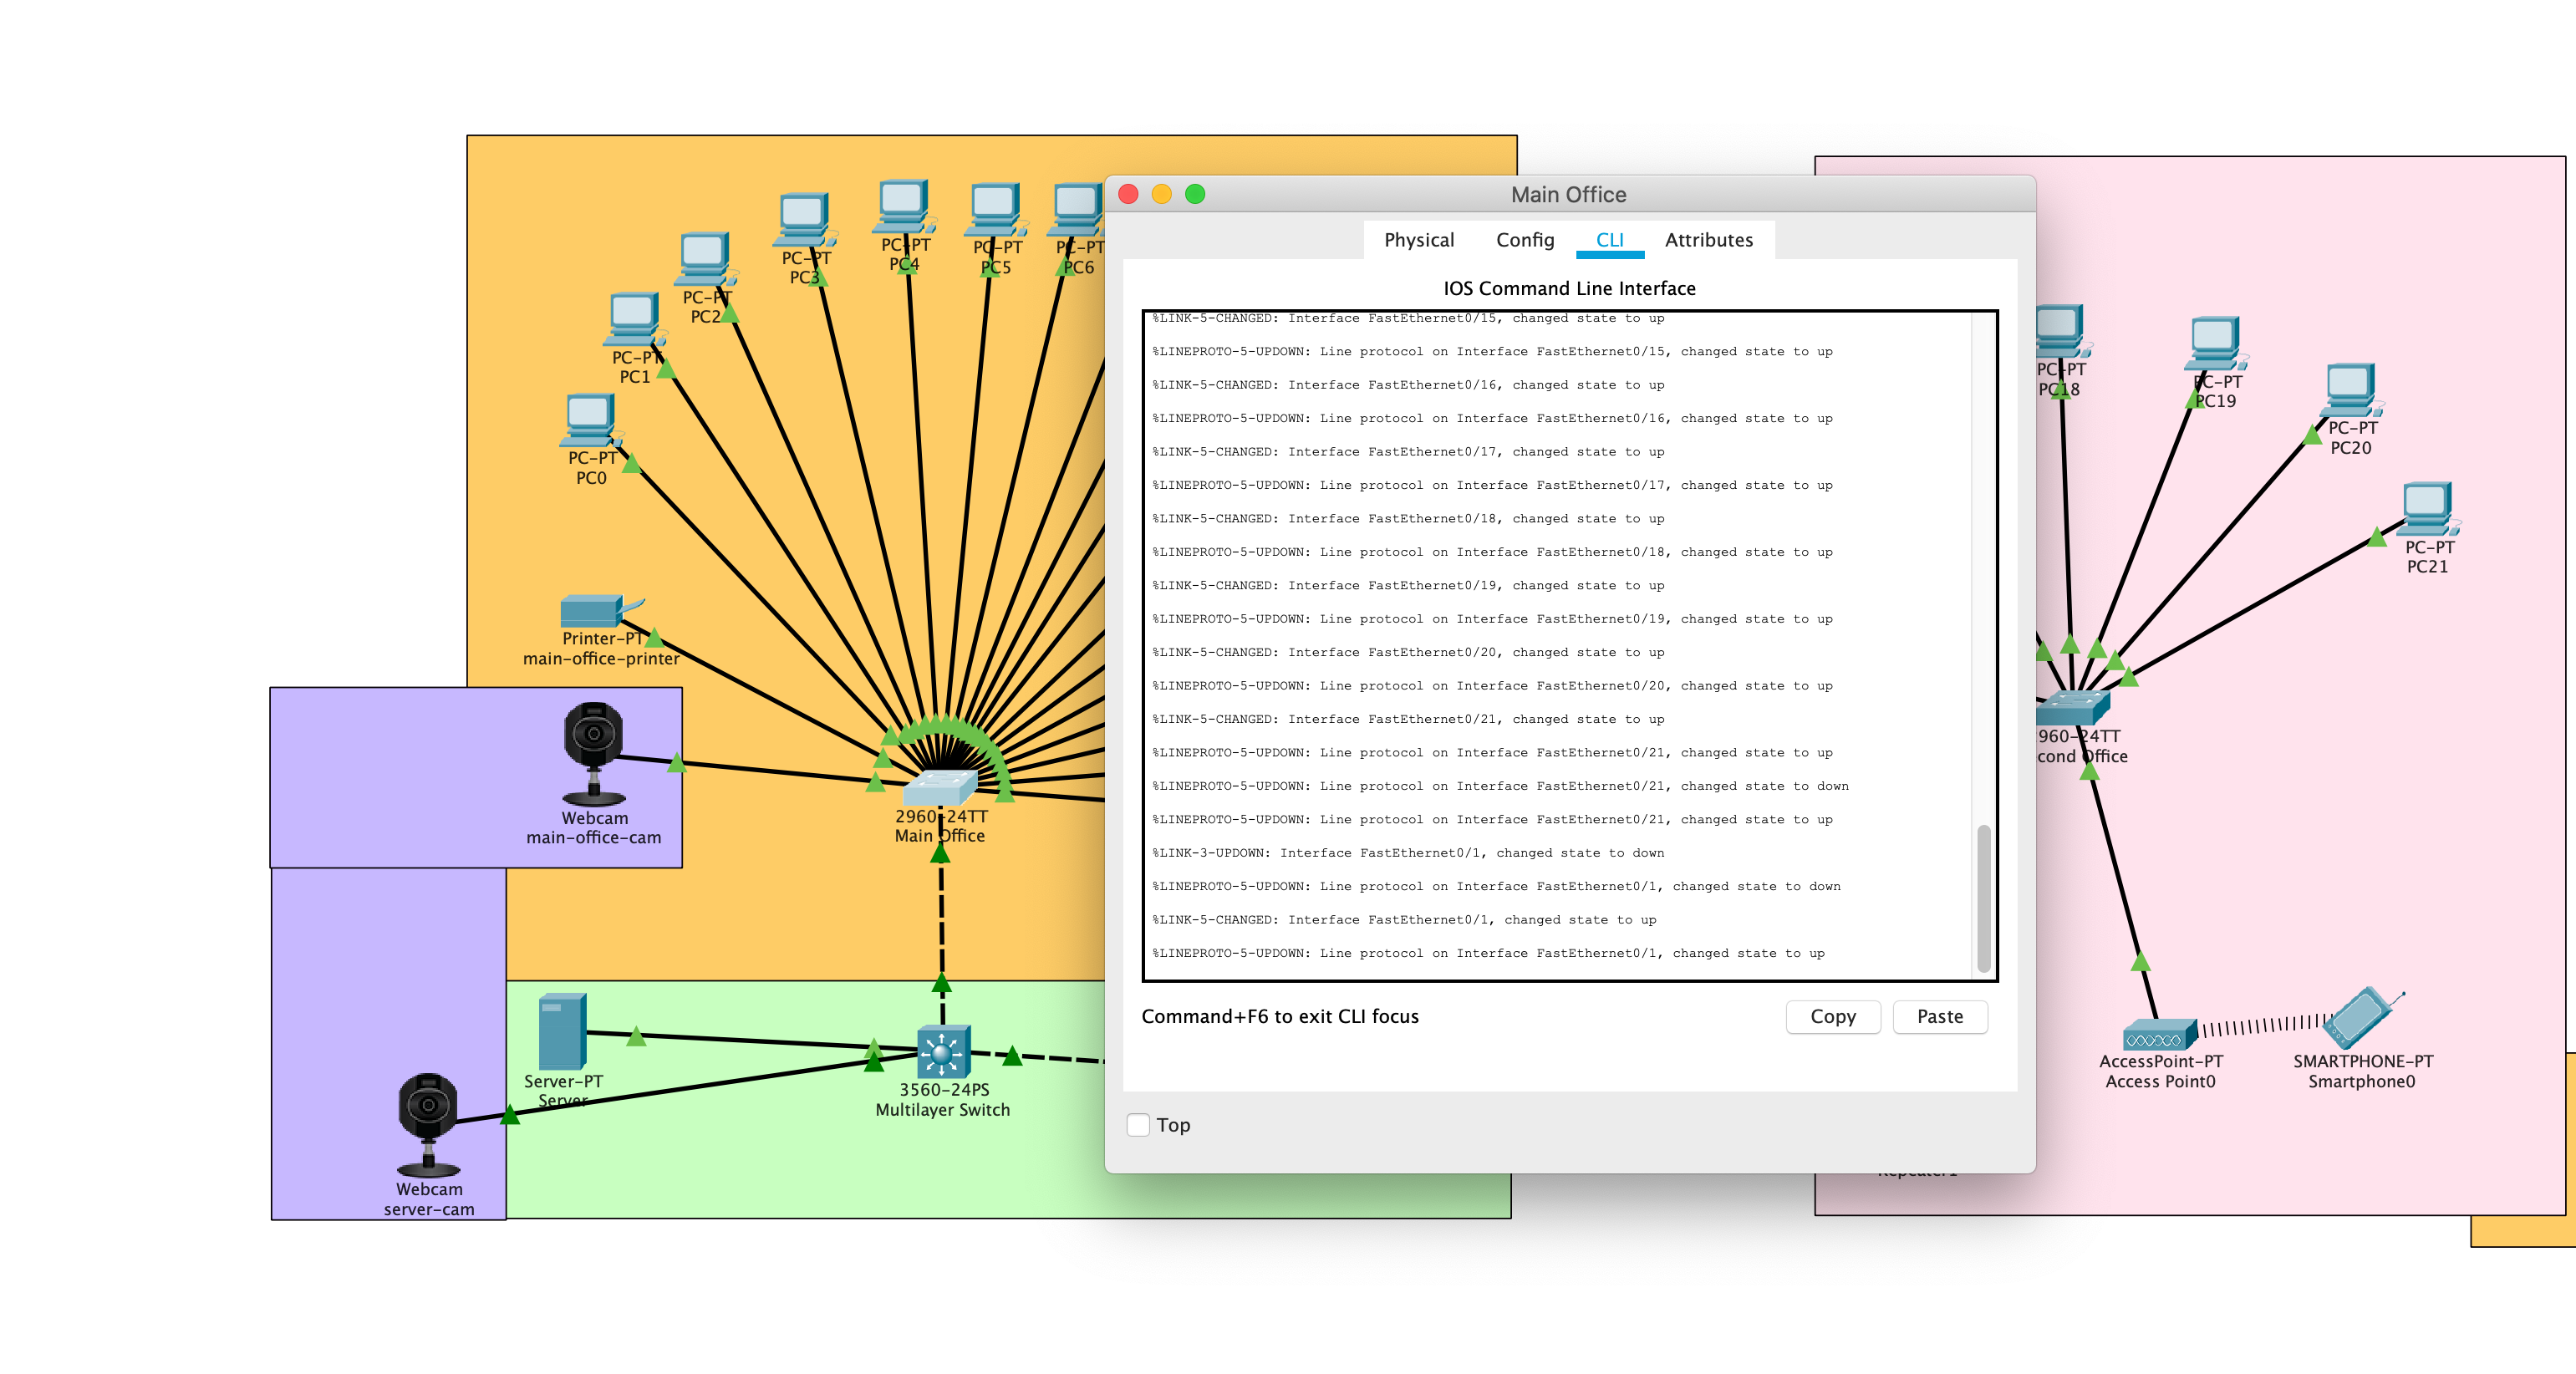 PC-PT
PC0
PC-PT
PC1
PC-PT
PC2
PC-PT
PC3
PC-PT
PC4
PC-PT
PC5
PC-PT
PC6
Printer-PT
main-office-printer
Webcam
main-office-cam
2960-24TT
Main Office
Server-PT
Server
3560-24PS
Multilayer Switch
Webcam
server-cam
Main Office
Physical
Config
CLI
Attributes
IOS Command Line Interface
%LINK-5-CHANGED: Interface FastEthernet0/15, changed state to up
%LINEPROTO-5-UPDOWN: Line protocol on Interface FastEthernet0/15, changed state to up
%LINK-5-CHANGED: Interface FastEthernet0/16, changed state to up
%LINEPROTO-5-UPDOWN: Line protocol on Interface FastEthernet0/16, changed state to up
%LINK-5-CHANGED: Interface FastEthernet0/17, changed state to up
%LINEPROTO-5-UPDOWN: Line protocol on Interface FastEthernet0/17, changed state to up
%LINK-5-CHANGED: Interface FastEthernet0/18, changed state to up
%LINEPROTO-5-UPDOWN: Line protocol on Interface FastEthernet0/18, changed state to up
%LINK-5-CHANGED: Interface FastEthernet0/19, changed state to up
%LINEPROTO-5-UPDOWN: Line protocol on Interface FastEthernet0/19, changed state to up
%LINK-5-CHANGED: Interface FastEthernet0/20, changed state to up
%LINEPROTO-5-UPDOWN: Line protocol on Interface FastEthernet0/20, changed state to up
%LINK-5-CHANGED: Interface FastEthernet0/21, changed state to up
%LINEPROTO-5-UPDOWN: Line protocol on Interface FastEthernet0/21, changed state to up
%LINEPROTO-5-UPDOWN: Line protocol on Interface FastEthernet0/21, changed state to down
%LINEPROTO-5-UPDOWN: Line protocol on Interface FastEthernet0/21, changed state to up
%LINK-3-UPDOWN: Interface FastEthernet0/1, changed state to down
%LINEPROTO-5-UPDOWN: Line protocol on Interface FastEthernet0/1, changed state to down
%LINK-5-CHANGED: Interface FastEthernet0/1, changed state to up
%LINEPROTO-5-UPDOWN: Line protocol on Interface FastEthernet0/1, changed state to up
Command+F6 to exit CLI focus
Copy
Paste
Top
PC-PT
PC18
PC-PT
PC19
PC-PT
PC20
PC-PT
PC21
960-24TT
cond Office
AccessPoint-PT
Access Point0
SMARTPHONE-PT
Smartphone0